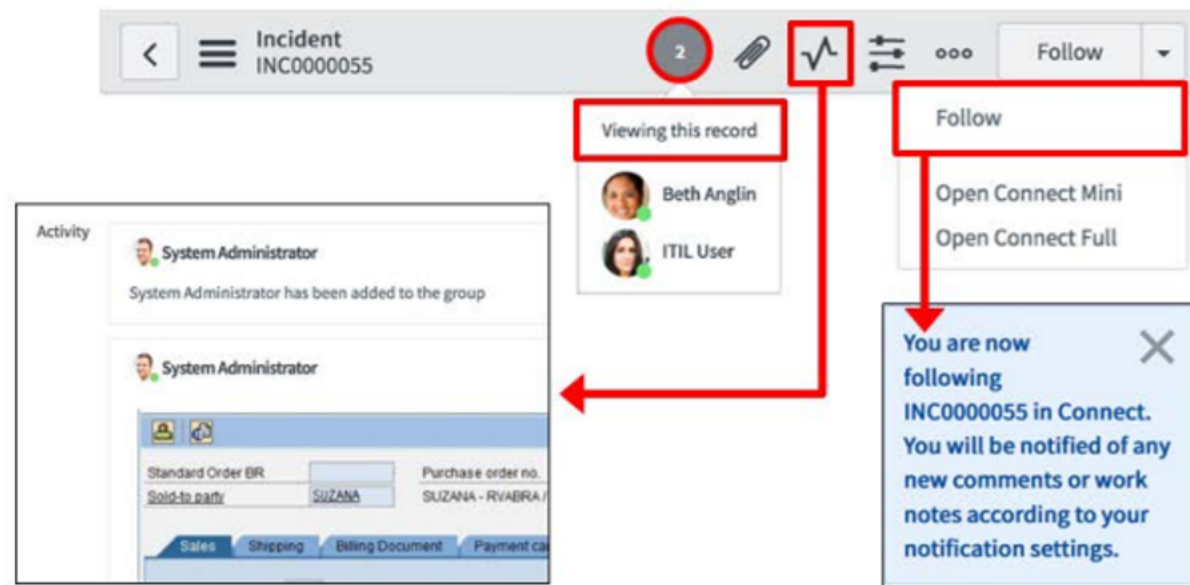 Incident
INC0000055
2
Follow
Viewing this record
Beth Anglin
ITIL User
Follow
Open Connect Mini
Open Connect Full
Activity
System Administrator
System Administrator has been added to the group
System Administrator
Standard Order BR
Purchase order no.
Sold-to party
SUZANA
SUZANA - RVABRA /
Sales
Shipping
Billing Document
Payment ca
You are now
following
INC0000055 in Connect.
You will be notified of any
new comments or work
notes according to your
notification settings.